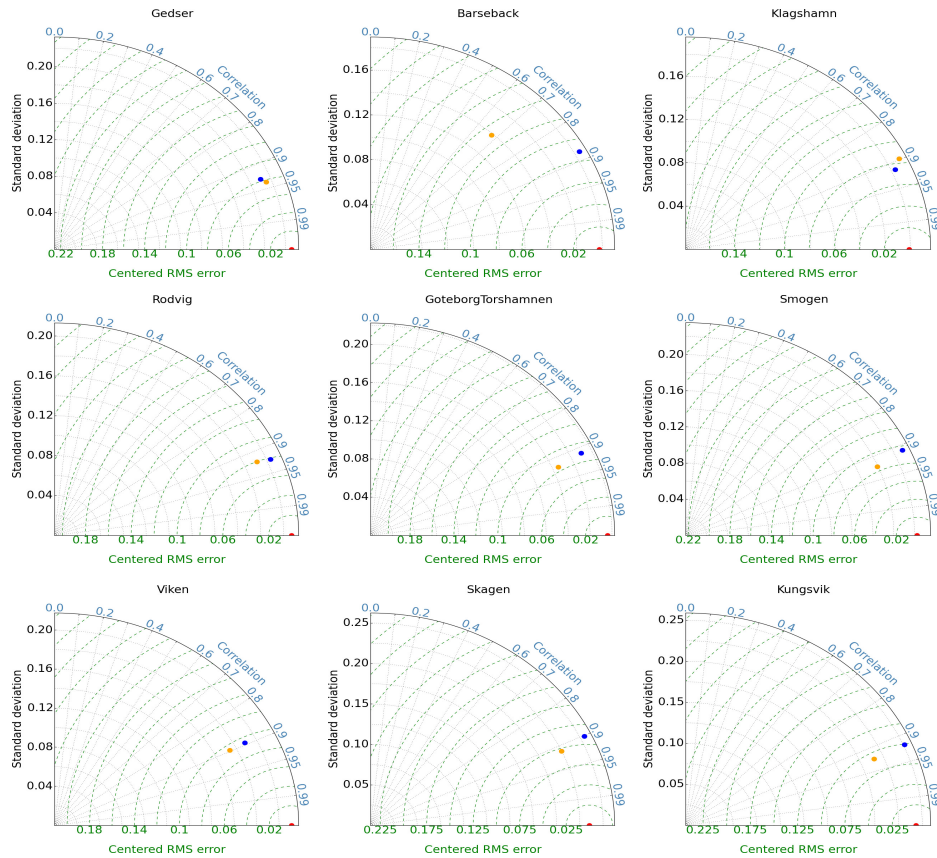 Gedser
Barseback
Klagshamn
0.0 0.2 0.4 0.6 0.7 0.8 0.9 0.95 0.99
Correlation
Standard deviation
0.20
0.16
0.12
0.08
0.04
0.22 0.18 0.14 0.1 0.06 0.02
Centered RMS error
0.0 0.2 0.4 0.6 0.7 0.8 0.9 0.95 0.99
Correlation
Standard deviation
0.16
0.12
0.08
0.04
0.14 0.1 0.06 0.02
Centered RMS error
0.0 0.2 0.4 0.6 0.7 0.8 0.9 0.95 0.99
Correlation
Standard deviation
0.16
0.12
0.08
0.04
0.14 0.1 0.06 0.02
Centered RMS error
Rodvig
GoteborgTorshamnen
Smogen
0.0 0.2 0.4 0.6 0.7 0.8 0.9 0.95 0.99
Correlation
Standard deviation
0.20
0.16
0.12
0.08
0.04
0.18 0.14 0.1 0.06 0.02
Centered RMS error
0.0 0.2 0.4 0.6 0.7 0.8 0.9 0.95 0.99
Correlation
Standard deviation
0.20
0.16
0.12
0.08
0.04
0.18 0.14 0.1 0.06 0.02
Centered RMS error
0.0 0.2 0.4 0.6 0.7 0.8 0.9 0.95 0.99
Correlation
Standard deviation
0.20
0.16
0.12
0.08
0.04
0.22 0.18 0.14 0.1 0.06 0.02
Centered RMS error
Viken
Skagen
Kungsvik
0.0 0.2 0.4 0.6 0.7 0.8 0.9 0.95 0.99
Correlation
Standard deviation
0.20
0.16
0.12
0.08
0.04
0.18 0.14 0.1 0.06 0.02
Centered RMS error
0.0 0.2 0.4 0.6 0.7 0.8 0.9 0.95 0.99
Correlation
Standard deviation
0.25
0.20
0.15
0.10
0.05
0.225 0.175 0.125 0.075 0.025
Centered RMS error
0.0 0.2 0.4 0.6 0.7 0.8 0.9 0.95 0.99
Correlation
Standard deviation
0.25
0.20
0.15
0.10
0.05
0.225 0.175 0.125 0.075 0.025
Centered RMS error